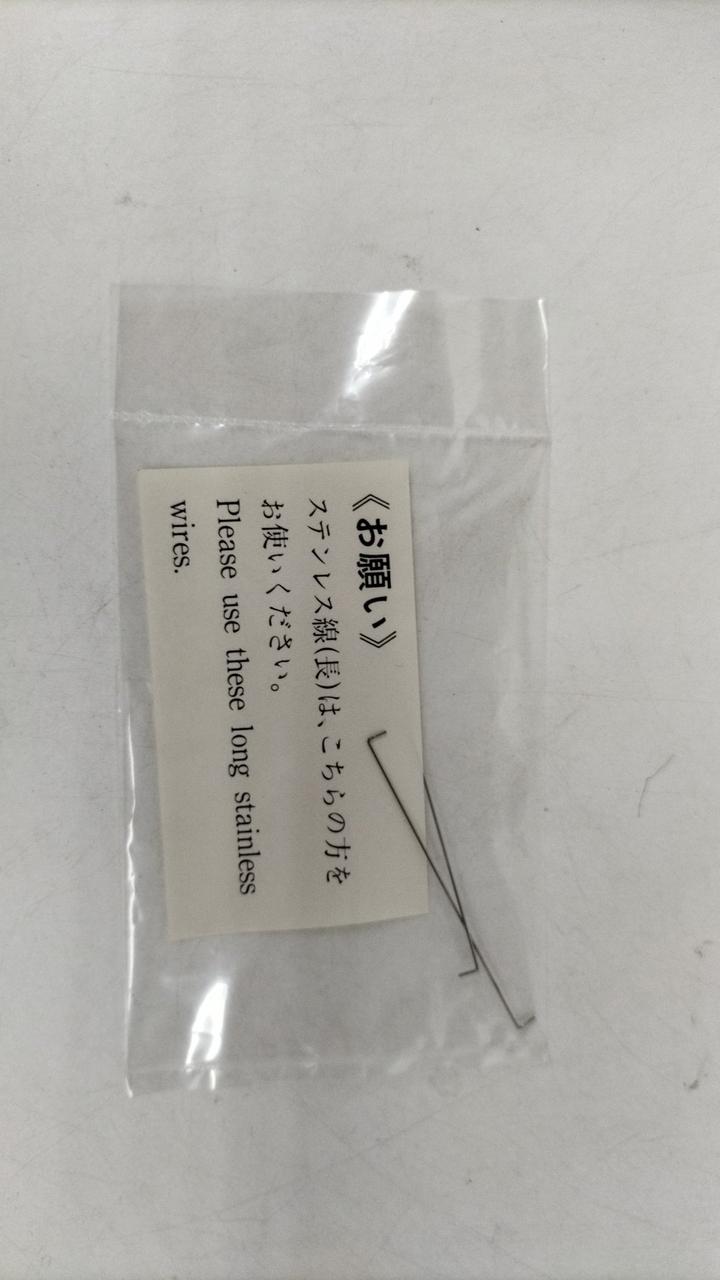 《お願い》
ステンレス線(長)は、こちらの方を
お使いください。
Please use these long stainless
wires.